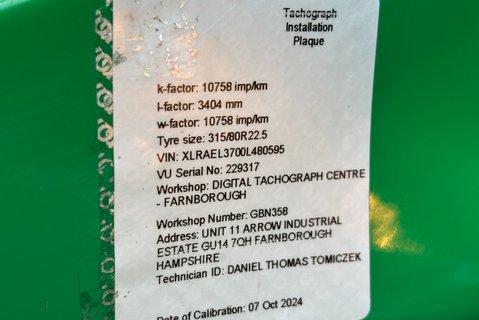 Tachograph
Installation
Plaque
k-factor: 10758 imp/km
l-factor: 3404 mm
w-factor: 10758 imp/km
Tyre size: 315/80R22.5
VIN: XLRAEL3700L480595
VU Serial No: 229317
Workshop: DIGITAL TACHOGRAPH CENTRE
- FARNBOROUGH
Workshop Number: GBN358
Address: UNIT 11 ARROW INDUSTRIAL
ESTATE GU14 7QH FARNBOROUGH
HAMPSHIRE
Technician ID: DANIEL THOMAS TOMICZEK
Date of Calibration: 07 Oct 2024